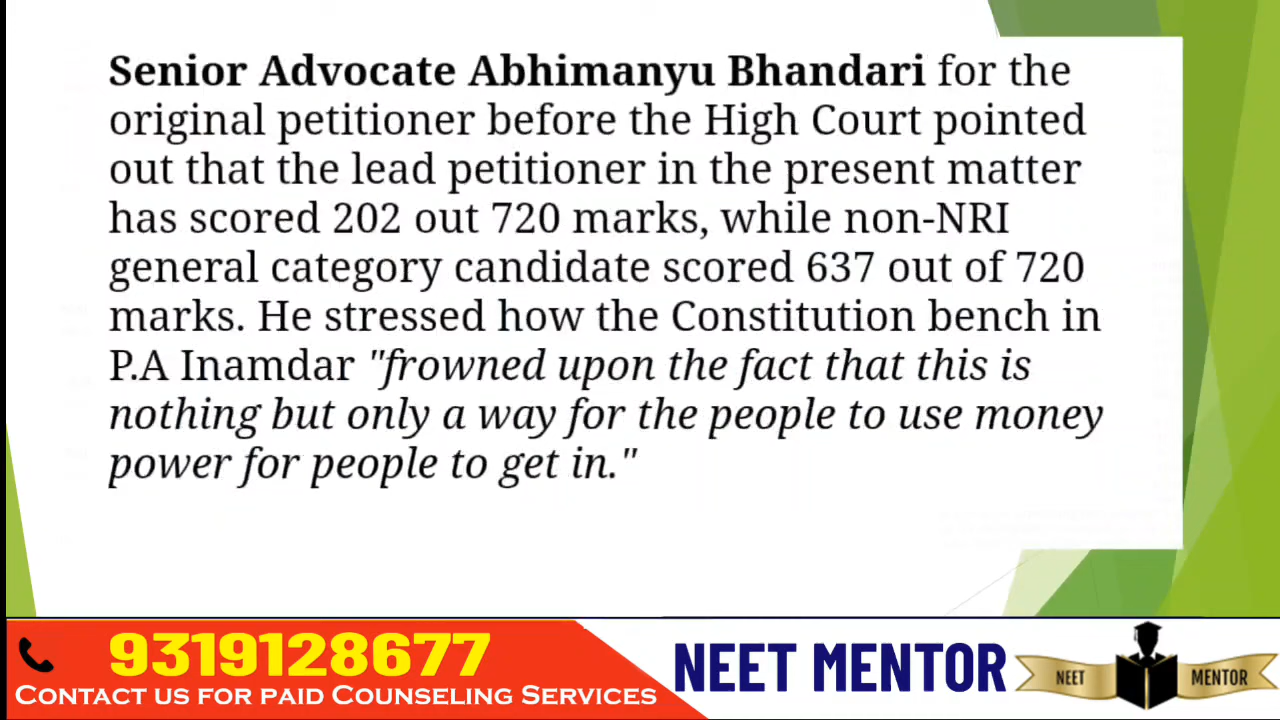 Senior Advocate Abhimanyu Bhandari for the
original petitioner before the High Court pointed
out that the lead petitioner in the present matter
has scored 202 out 720 marks, while non-NRI
general category candidate scored 637 out of 720
marks. He stressed how the Constitution bench in
P.A Inamdar "frowned upon the fact that this is
nothing but only a way for the people to use money
power for people to get in."
9319128677
CONTACT US FOR PAID COUNSELING SERVICES
NEET MENTOR
NEET MENTOR